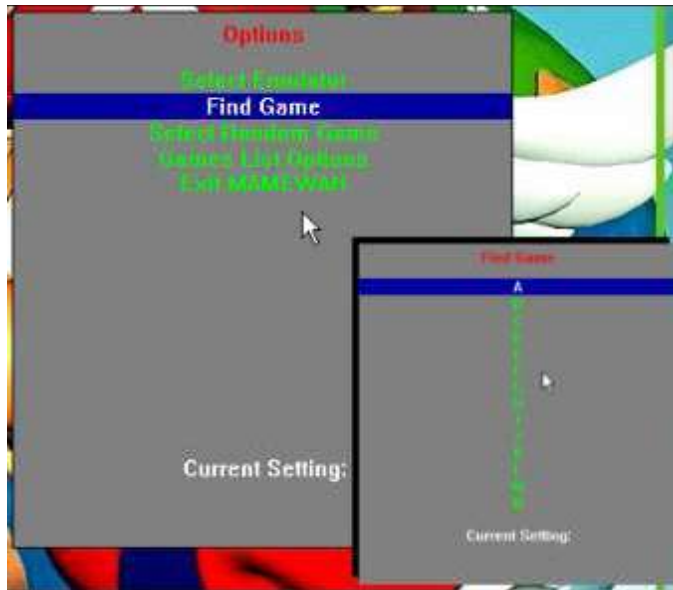 Options
Select Emulator
Find Game
Select Random Game
Games List Options
Exit MAMEWAH
Current Setting:
Find Game
A
Current Setting: